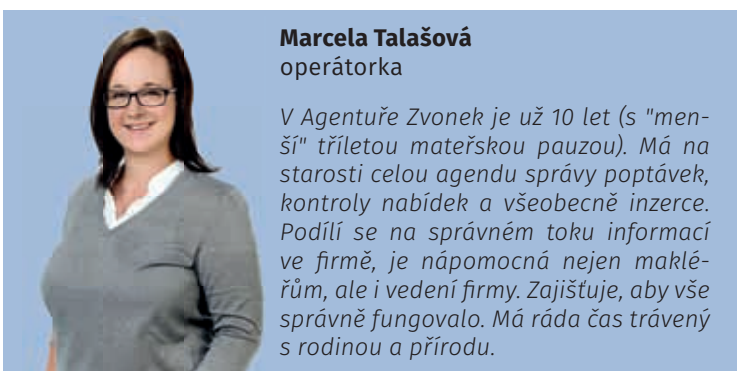 Marcela Talašová
operátorka
V Agentuře Zvonek je už 10 let (s "men-
ší" tříletou mateřskou pauzou). Má na
starosti celou agendu správy poptávek,
kontroly nabídek a všeobecně inzerce.
Podílí se na správném toku informací
ve firmě, je nápomocná nejen maklé-
řům, ale i vedení firmy. Zajišťuje, aby vše
správně fungovalo. Má ráda čas trávený
s rodinou a přírodu.